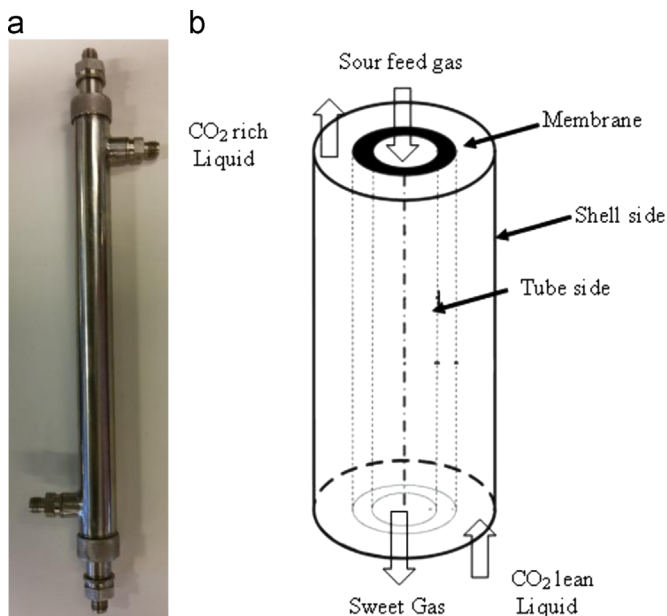 a
b
Sour feed gas
CO₂ rich
Liquid
Membrane
Shell side
Tube side
CO₂ lean
Liquid
Sweet Gas